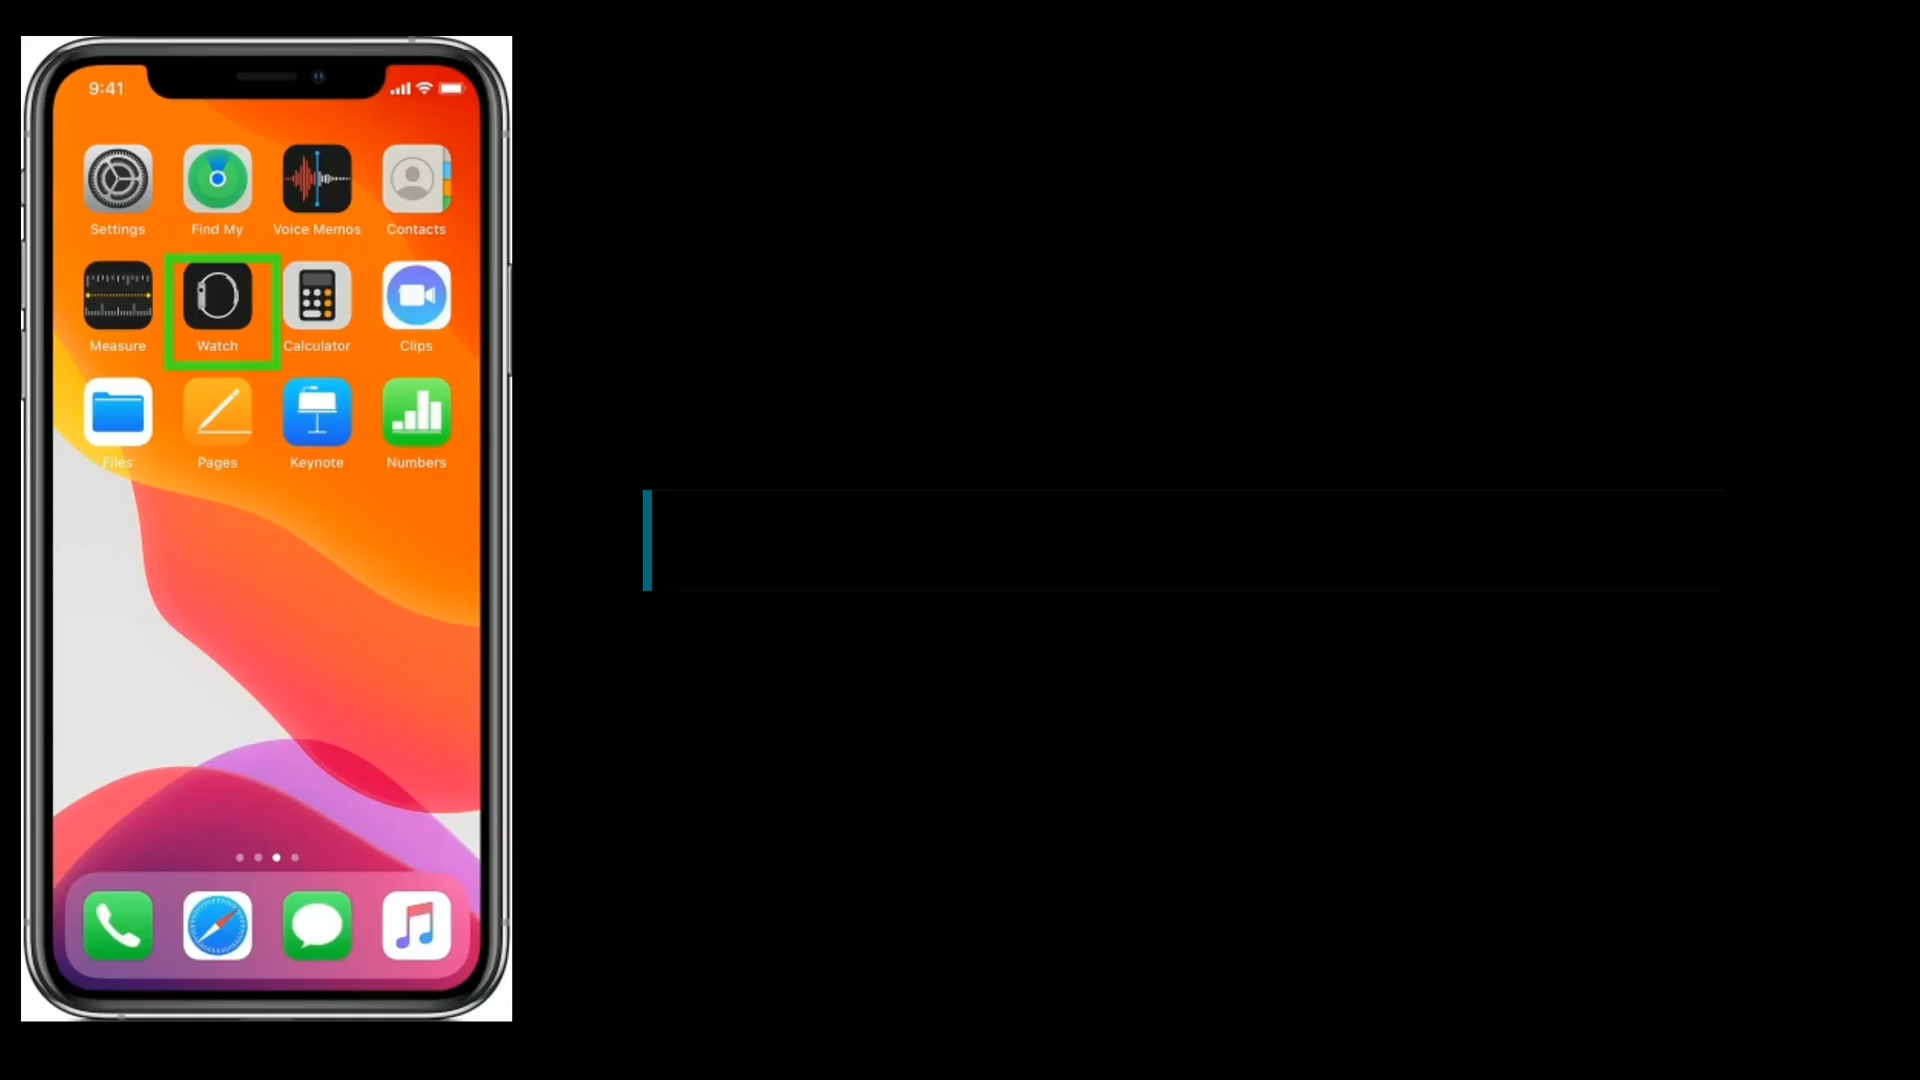 9:41
Settings Find My Voice Memos Contacts
Measure Watch Calculator Clips
Files Pages Keynote Numbers